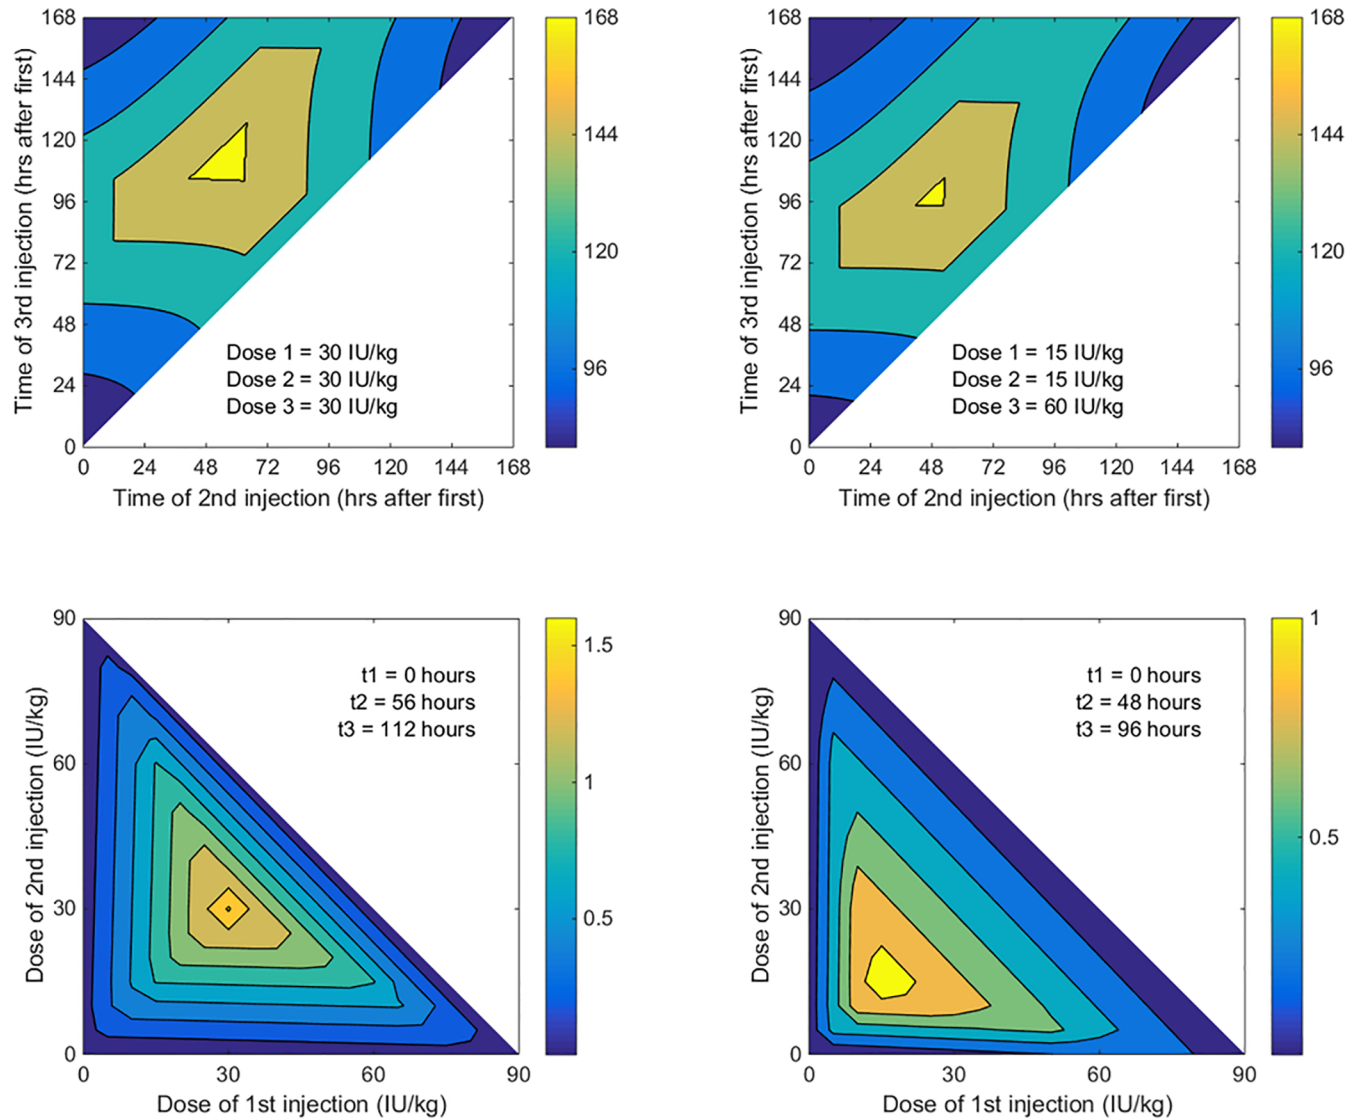 168
144
120
96
72
48
24
0
Time of 3rd injection (hrs after first)
Dose 1 = 30 IU/kg
Dose 2 = 30 IU/kg
Dose 3 = 30 IU/kg
0 24 48 72 96 120 144 168
Time of 2nd injection (hrs after first)
168
144
120
96
168
144
120
96
72
48
24
0
Time of 3rd injection (hrs after first)
Dose 1 = 15 IU/kg
Dose 2 = 15 IU/kg
Dose 3 = 60 IU/kg
0 24 48 72 96 120 144 168
Time of 2nd injection (hrs after first)
168
144
120
96
90
60
30
0
Dose of 2nd injection (IU/kg)
t1 = 0 hours
t2 = 56 hours
t3 = 112 hours
0 30 60 90
Dose of 1st injection (IU/kg)
1.5
1
0.5
90
60
30
0
Dose of 2nd injection (IU/kg)
t1 = 0 hours
t2 = 48 hours
t3 = 96 hours
0 30 60 90
Dose of 1st injection (IU/kg)
1
0.5